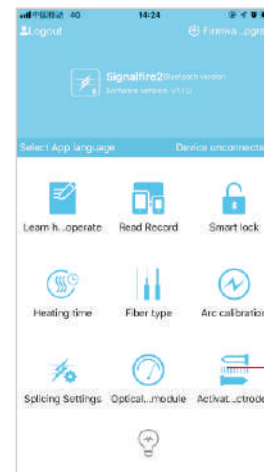 中国移动 4G 14:24
Logout Firmwa...pgra
Signalfire2 Bluetooth version
Software version: V1.1.0
Select App language Device unconnecte
Learn h...operate Read Record Smart lock
Heating time Fiber type Arc calibration
Splicing Settings Optical...module Activat...ctrode